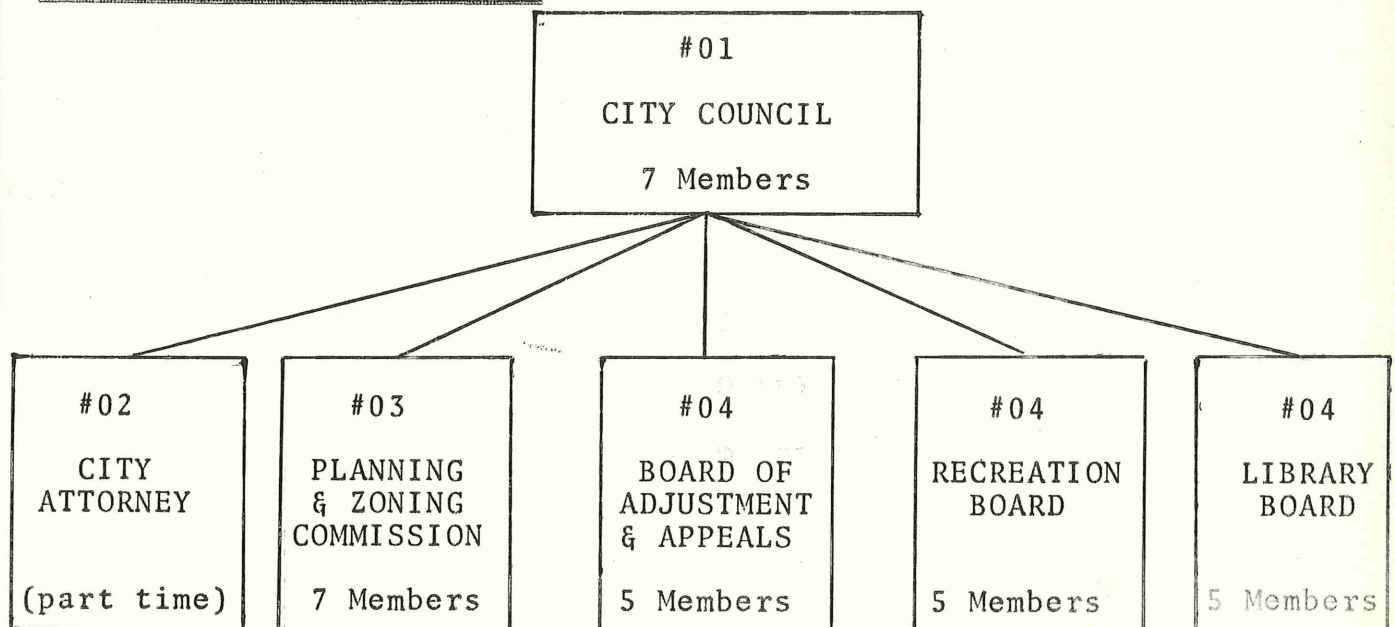 #01
CITY COUNCIL
7 Members
#02
CITY
ATTORNEY
(part time)
#03
PLANNING
& ZONING
COMMISSION
7 Members
#04
BOARD OF
ADJUSTMENT
& APPEALS
5 Members
#04
RECREATION
BOARD
5 Members
#04
LIBRARY
BOARD
5 Members